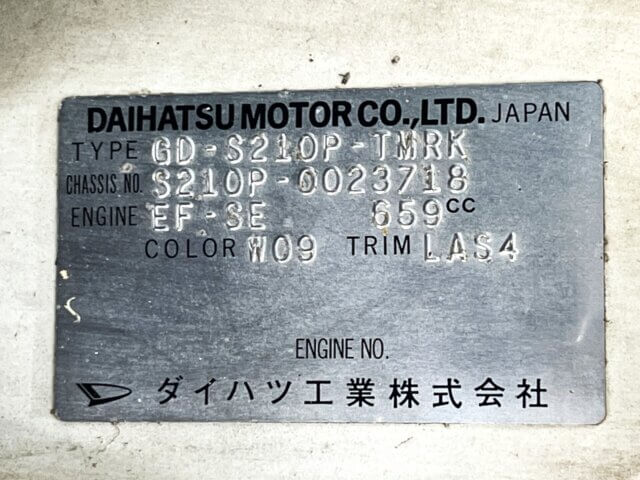 DAIHATSU MOTOR CO.,LTD. JAPAN
TYPE GD-S210P-TMRK
CHASSIS NO. S210P-0023718
ENGINE EF-SE 659CC
COLOR W09 TRIM LAS4
S
ENGINE NO.
ダイハツ工業株式会社